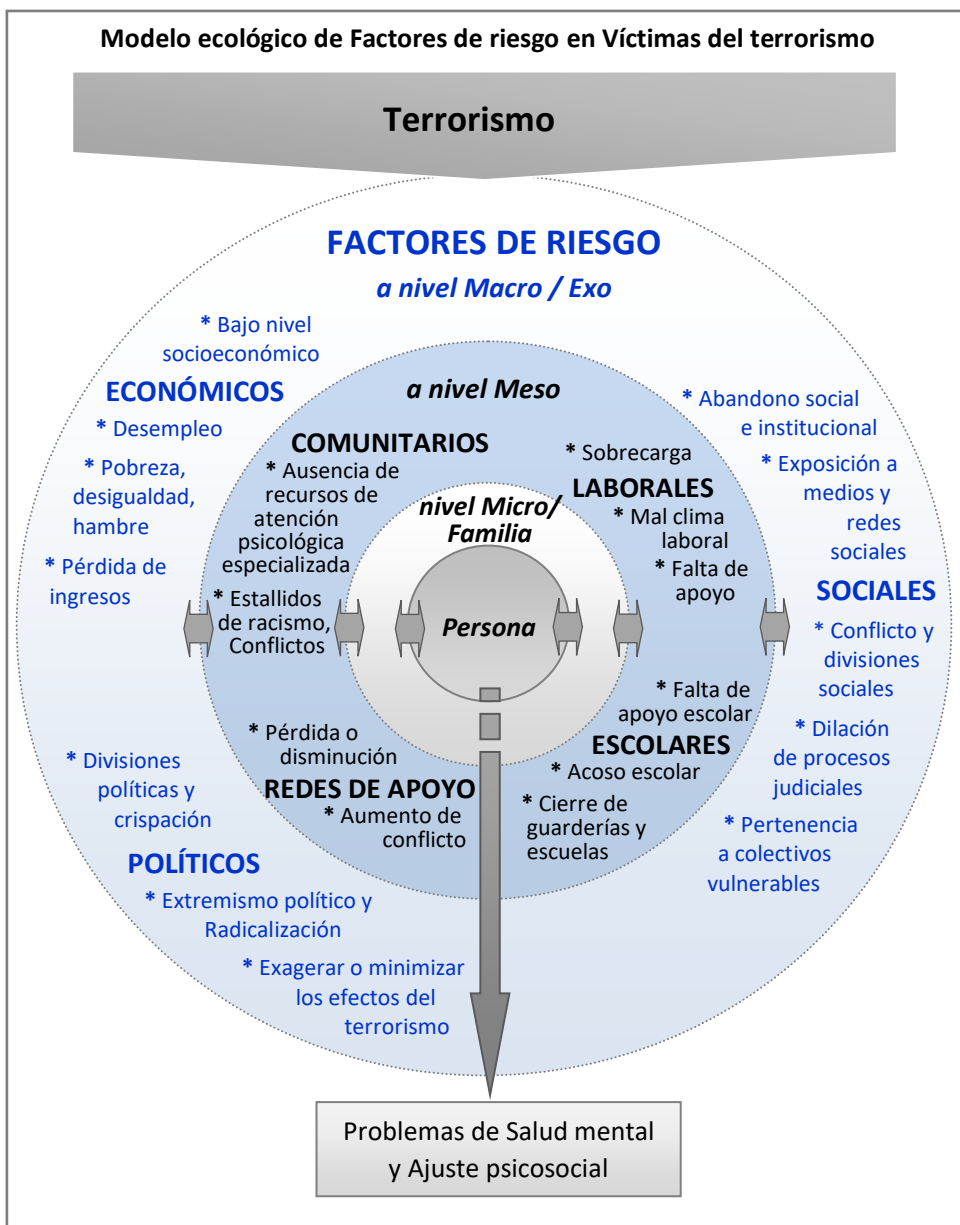 Modelo ecológico de Factores de riesgo en Víctimas del terrorismo
Terrorismo
FACTORES DE RIESGO
a nivel Macro / Exo
* Bajo nivel
socioeconómico
ECONÓMICOS
* Desempleo
* Pobreza,
desigualdad,
hambre
* Pérdida de
ingresos
a nivel Meso
COMUNITARIOS
* Ausencia de
recursos de
atención
psicológica
especializada
* Estallidos
de racismo,
Conflictos
* Sobrecarga
LABORALES
* Mal clima
laboral
* Falta de
apoyo
nivel Micro/
Familia
Persona
* Abandono social
e institucional
* Exposición a
medios y
redes
sociales
SOCIALES
* Conflicto y
divisiones
sociales
* Dilación
de procesos
judiciales
* Pertenencia
a colectivos
vulnerables
* Pérdida o
disminución
REDES DE APOYO
* Aumento de
conflicto
* Falta de
apoyo escolar
ESCOLARES
* Acoso escolar
* Cierre de
guarderías y
escuelas
* Divisiones
políticas y
crispación
POLÍTICOS
* Extremismo político y
Radicalización
* Exagerar o minimizar
los efectos del
terrorismo
Problemas de Salud mental
y Ajuste psicosocial